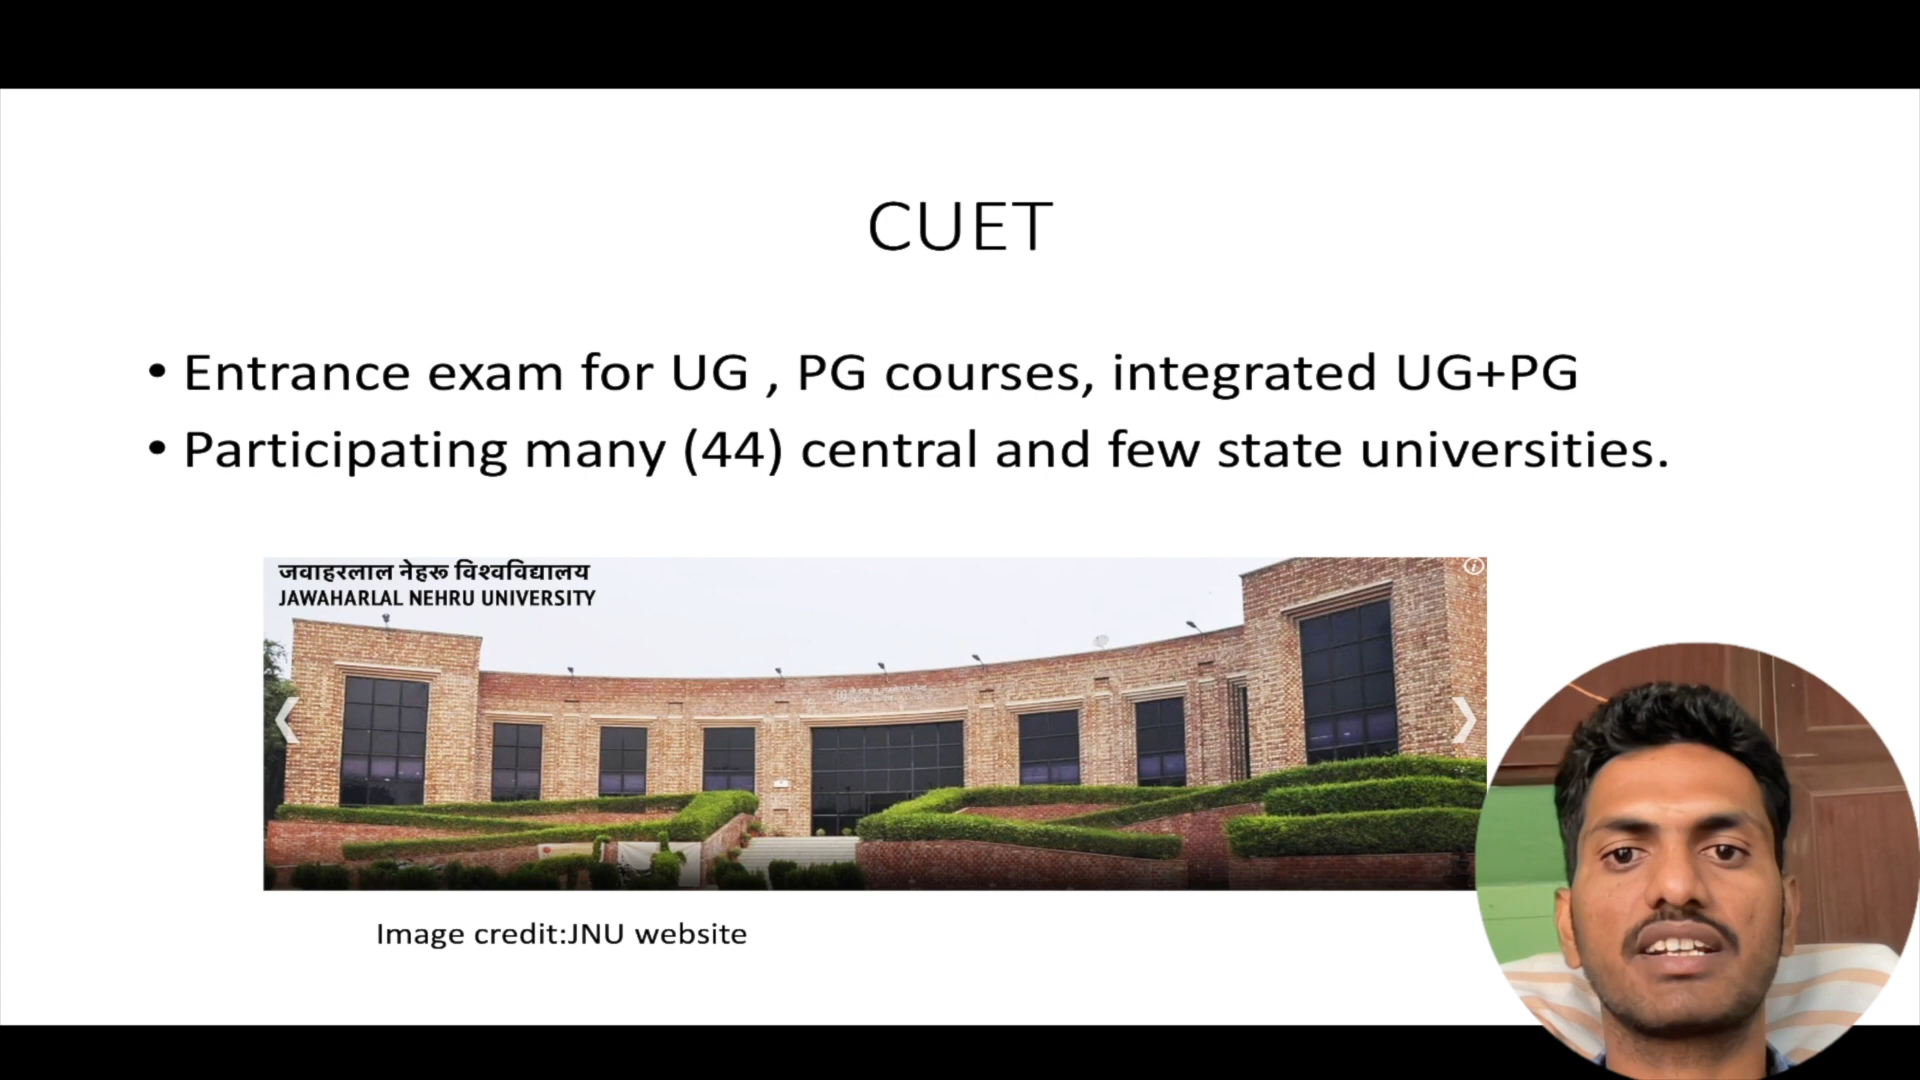 CUET
• Entrance exam for UG , PG courses, integrated UG+PG
• Participating many (44) central and few state universities.
जवाहरलाल नेहरू विश्वविद्यालय
JAWAHARLAL NEHRU UNIVERSITY
Image credit:JNU website